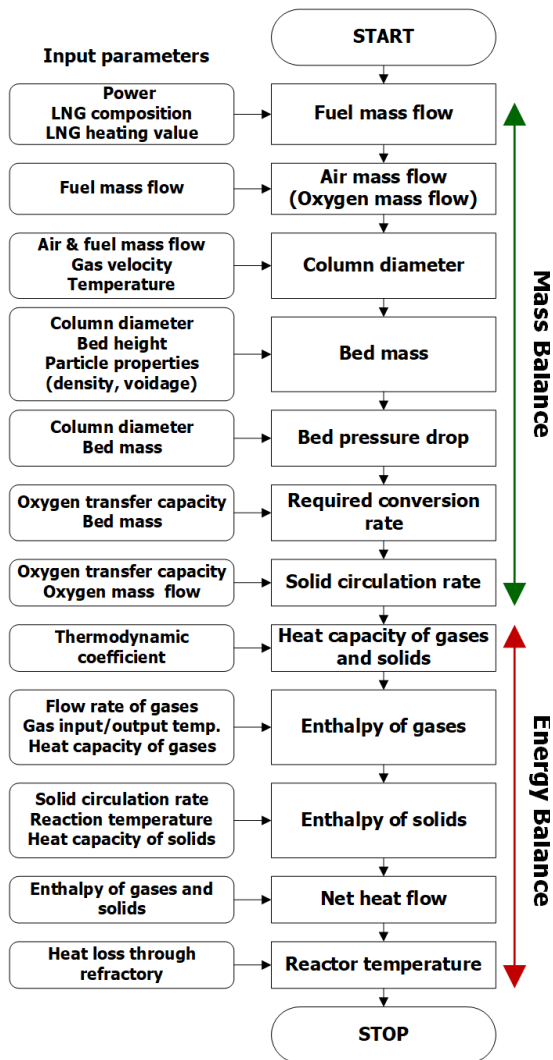 START
Input parameters
Power
LNG composition
LNG heating value
Fuel mass flow
Fuel mass flow
Air mass flow
(Oxygen mass flow)
Air & fuel mass flow
Gas velocity
Temperature
Column diameter
Column diameter
Bed height
Particle properties
(density, voidage)
Bed mass
Column diameter
Bed mass
Bed pressure drop
Oxygen transfer capacity
Bed mass
Required conversion
rate
Oxygen transfer capacity
Oxygen mass flow
Solid circulation rate
Mass Balance
Thermodynamic
coefficient
Heat capacity of gases
and solids
Flow rate of gases
Gas input/output temp.
Heat capacity of gases
Enthalpy of gases
Solid circulation rate
Reaction temperature
Heat capacity of solids
Enthalpy of solids
Enthalpy of gases and
solids
Net heat flow
Heat loss through
refractory
Reactor temperature
Energy Balance
STOP